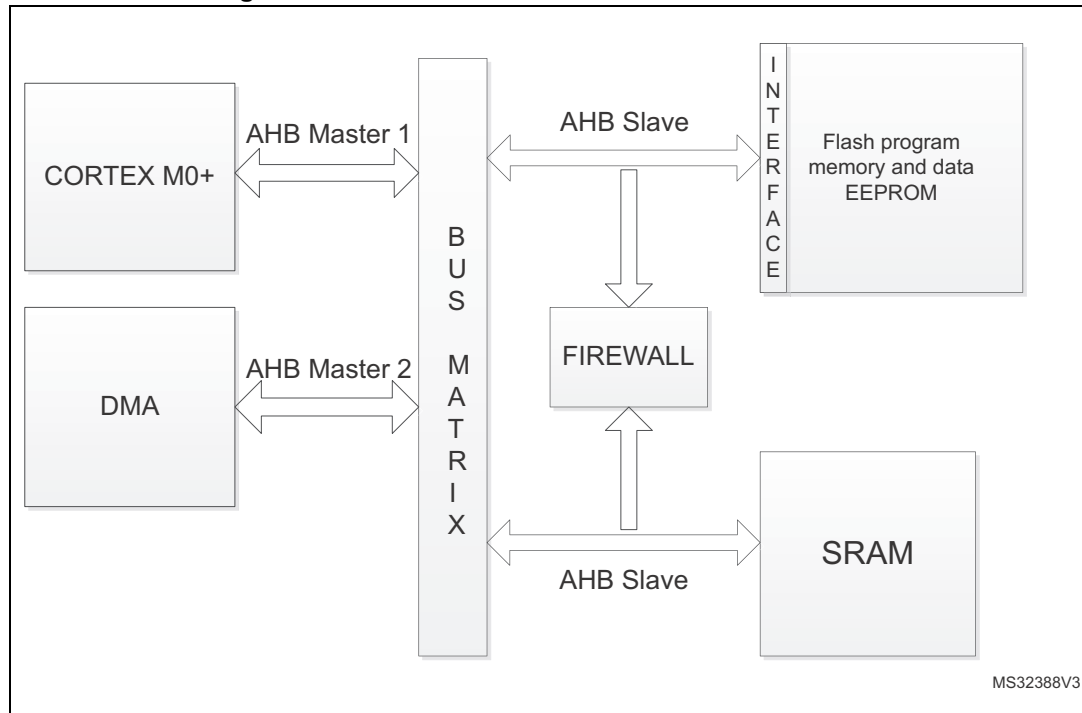 CORTEX M0+
AHB Master 1
DMA
AHB Master 2
BUS MATRIX
AHB Slave
INTERFACE
Flash program
memory and data
EEPROM
FIREWALL
AHB Slave
SRAM
MS32388V3